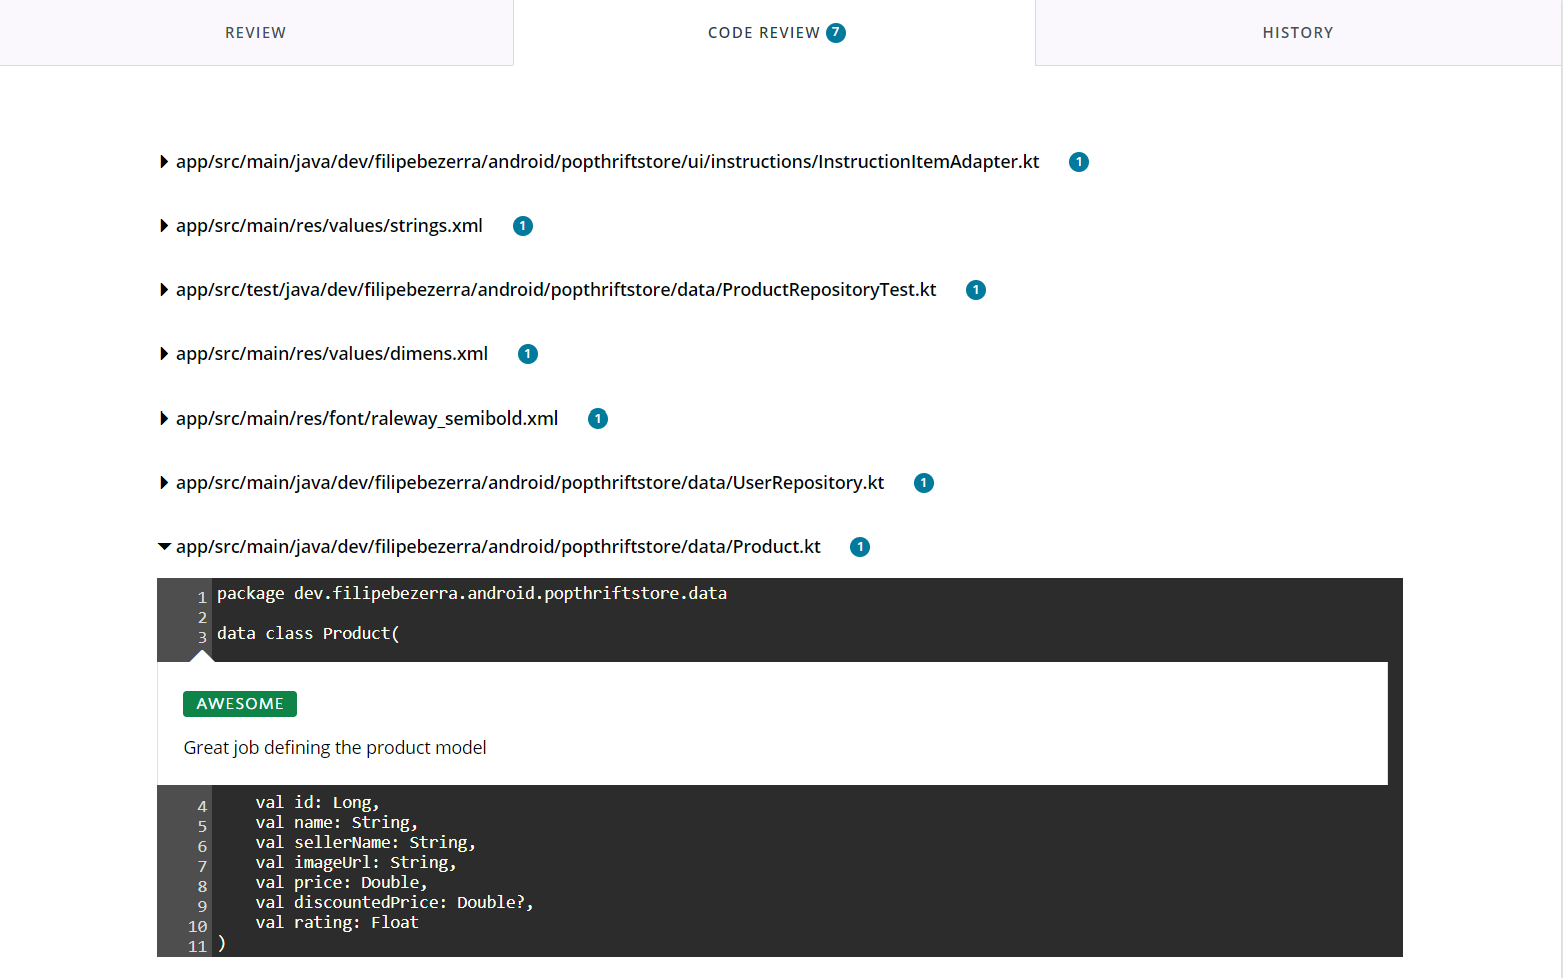 REVIEW
CODE REVIEW 7
HISTORY
app/src/main/java/dev/filipebezerra/android/popthriftstore/ui/instructions/InstructionItemAdapter.kt 1
app/src/main/res/values/strings.xml 1
app/src/test/java/dev/filipebezerra/android/popthriftstore/data/ProductRepositoryTest.kt 1
app/src/main/res/values/dimens.xml 1
app/src/main/res/font/raleway_semibold.xml 1
app/src/main/java/dev/filipebezerra/android/popthriftstore/data/UserRepository.kt 1
app/src/main/java/dev/filipebezerra/android/popthriftstore/data/Product.kt 1
1 package dev.filipebezerra.android.popthriftstore.data
2
3 data class Product(
AWESOME
Great job defining the product model
4     val id: Long,
5     val name: String,
6     val sellerName: String,
7     val imageUrl: String,
8     val price: Double,
9     val discountedPrice: Double?,
10     val rating: Float
11 )